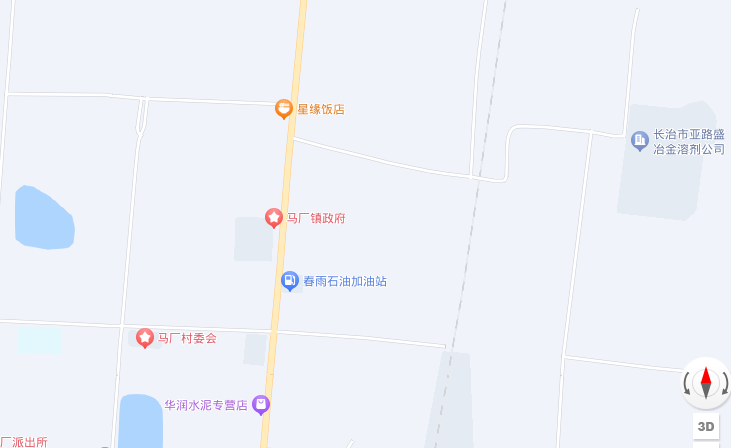 星缘饭店
长治市亚路盛
冶金溶剂公司
马厂镇政府
春雨石油加油站
马厂村委会
华润水泥专营店
厂派出所
3D